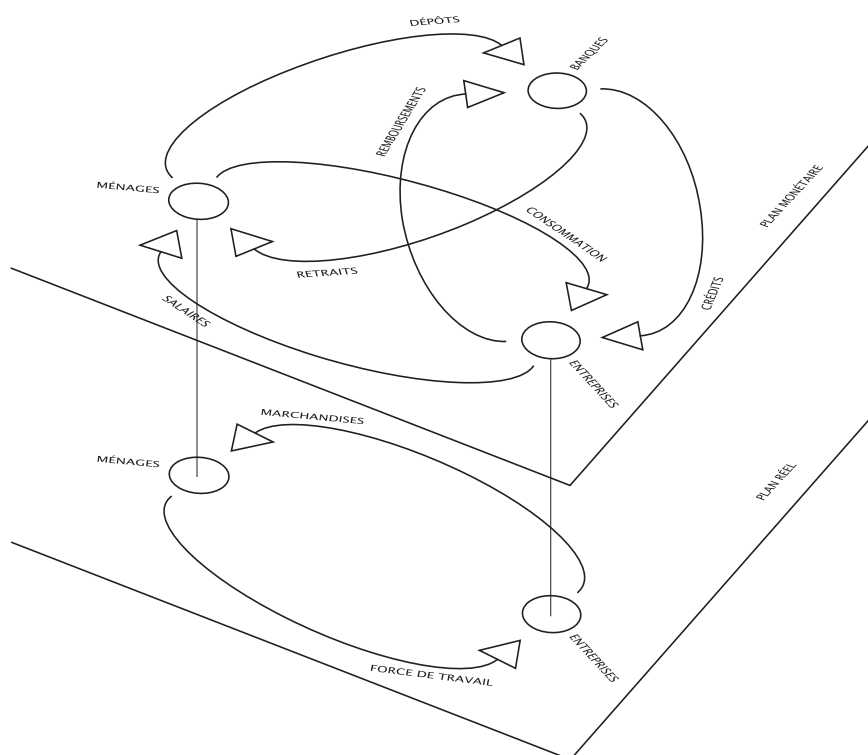 DÉPÔTS
BANQUES
REMBOURSEMENTS
MÉNAGES
PLAN MONÉTAIRE
CONSOMMATION
RETRAITS
CRÉDITS
SALAIRES
ENTREPRISES
MARCHANDISES
MÉNAGES
PLAN RÉEL
ENTREPRISES
FORCE DE TRAVAIL